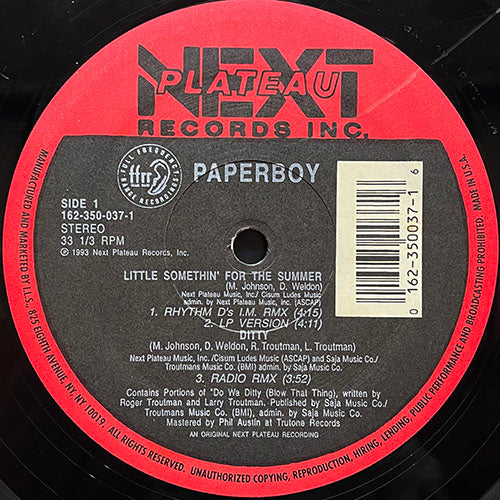 NEXT
PLATEAU
RECORDS INC.
FULL FREQUENCY
ffrr
RANGE RECORDINGS
PAPERBOY
SIDE 1
162-350-037-1
STEREO
33 1/3 RPM
℗ 1993 Next Plateau Records, Inc.
0 162-350037-1 6
LITTLE SOMETHIN' FOR THE SUMMER
(M. Johnson, D. Weldon)
Next Plateau Music, Inc./ Cisum Ludes Music
admin. by Next Plateau Music, Inc. (ASCAP)
1. RHYTHM D's I.M. RMX (4:15)
2. LP VERSION (4:11)
DITTY
(M. Johnson, D. Weldon, R. Troutman, L. Troutman)
Next Plateau Music, Inc./Cisum Ludes Music (ASCAP) and Saja Music Co./
Troutmans Music Co. (BMI), admin. by Saja Music Co.
3. RADIO RMX (3:52)
Contains Portions of "Do Wa Ditty (Blow That Thing), written by
Roger Troutman and Larry Troutman. Published by Saja Music Co./
Troutmans Music Co. (BMI), admin. by Saja Music Co.
Mastered by Phil Austin at Trutone Records
AN ORIGINAL NEXT PLATEAU RECORDING
MANUFACTURED AND MARKETED BY I.L.S., 825 EIGHTH AVENUE, NY, NY 10019. ALL RIGHTS RESERVED. UNAUTHORIZED COPYING, REPRODUCTION, HIRING, LENDING, PUBLIC PERFORMANCE AND BROADCASTING PROHIBITED. MADE IN U.S.A.